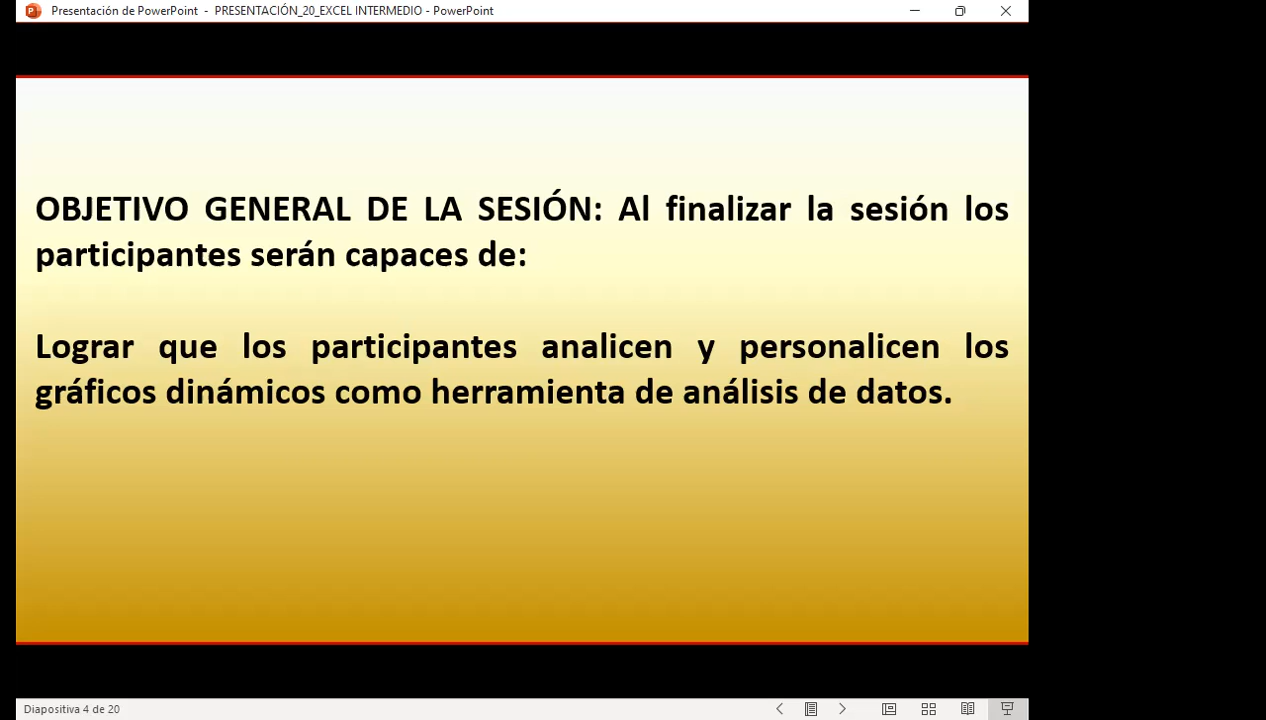 Presentación de PowerPoint - PRESENTACIÓN_20_EXCEL INTERMEDIO - PowerPoint
OBJETIVO GENERAL DE LA SESIÓN: Al finalizar la sesión los
participantes serán capaces de:
Lograr que los participantes analicen y personalicen los
gráficos dinámicos como herramienta de análisis de datos.
Diapositiva 4 de 20